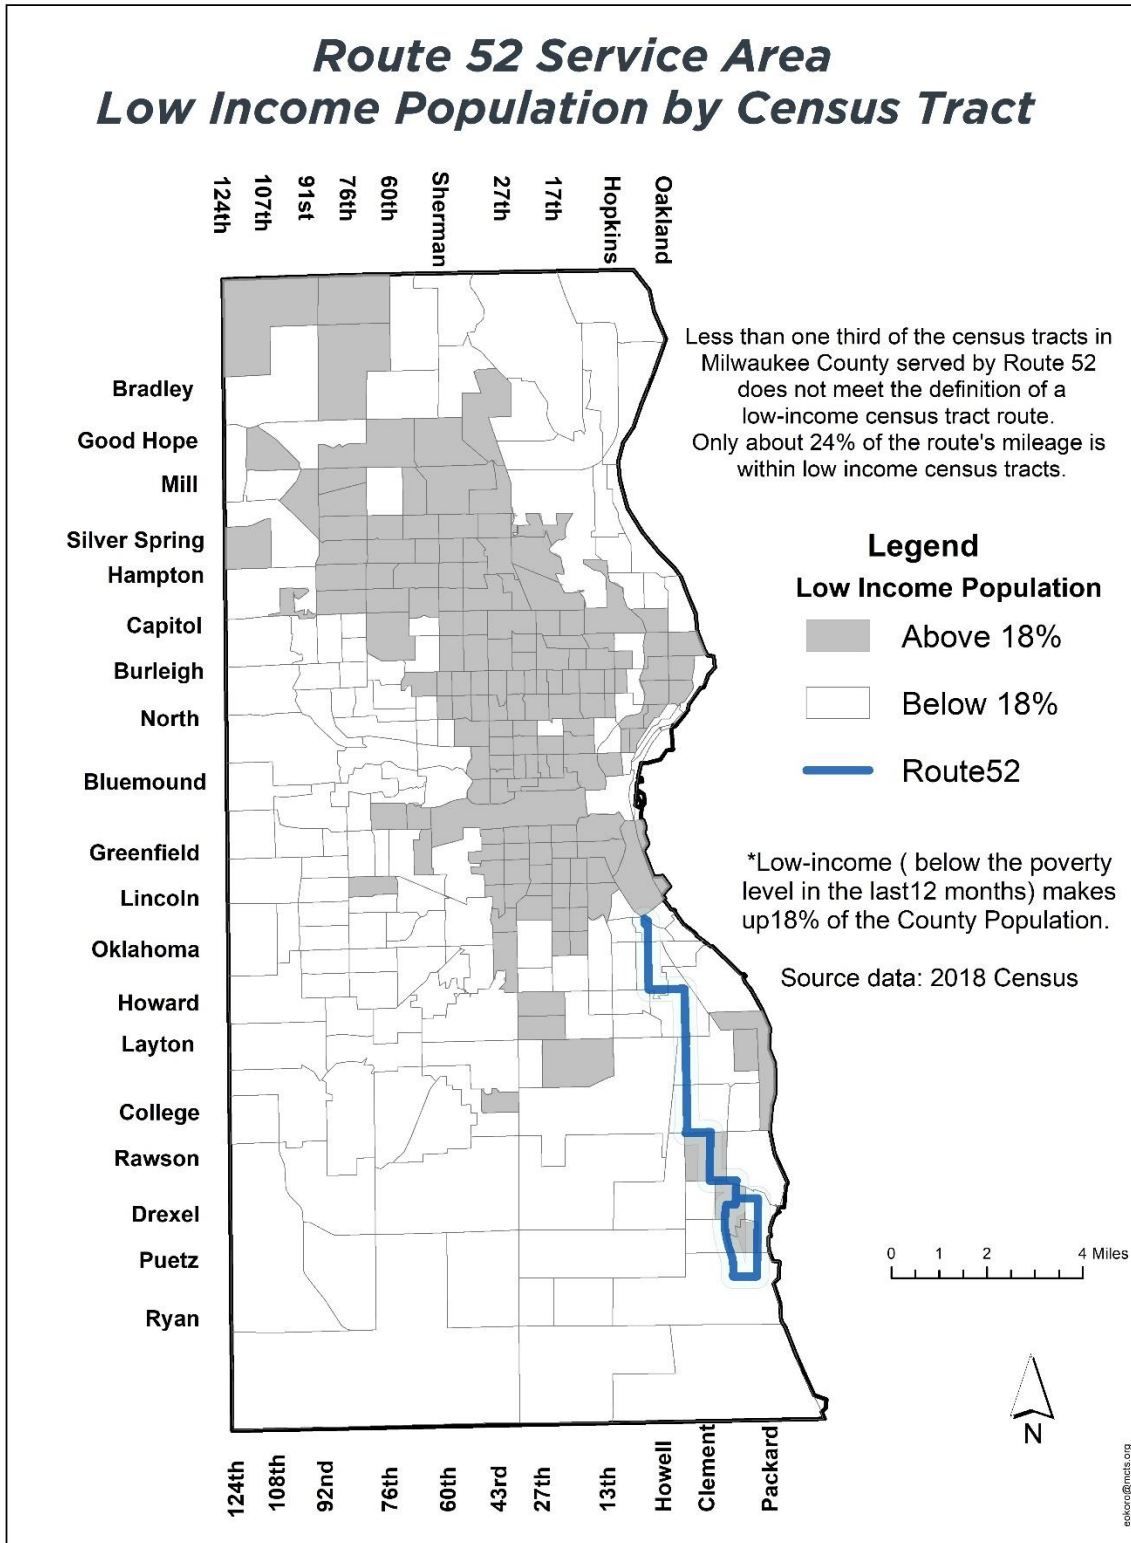 Route 52 Service Area
Low Income Population by Census Tract
124th
107th
91st
76th
60th
Sherman
27th
17th
Hopkins
Oakland
Less than one third of the census tracts in
Milwaukee County served by Route 52
does not meet the definition of a
low-income census tract route.
Only about 24% of the route's mileage is
within low income census tracts.
Bradley
Good Hope
Mill
Silver Spring
Hampton
Capitol
Burleigh
North
Bluemound
Greenfield
Lincoln
Oklahoma
Howard
Layton
College
Rawson
Drexel
Puetz
Ryan
Legend
Low Income Population
Above 18%
Below 18%
Route52
*Low-income ( below the poverty
level in the last12 months) makes
up18% of the County Population.
Source data: 2018 Census
0 1 2 4 Miles
N
124th
108th
92nd
76th
60th
43rd
27th
13th
Howell
Clement
Packard
eokoro@mcts.org